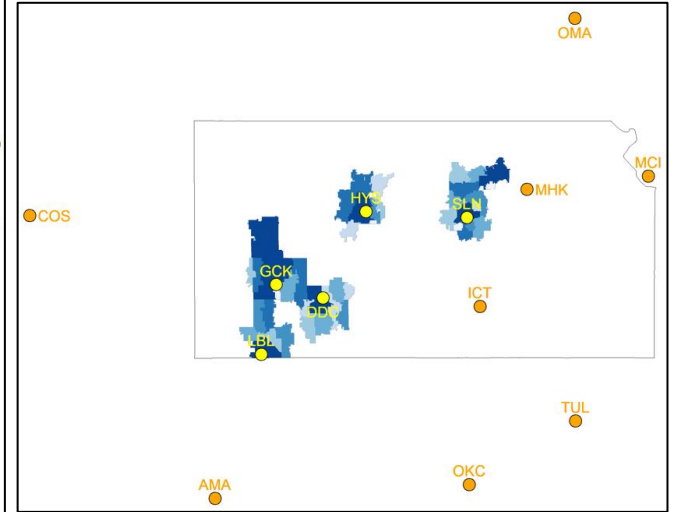 OMA
MCI
MHK
HYS
SLN
COS
GCK
ICT
DDC
LBL
TUL
OKC
AMA